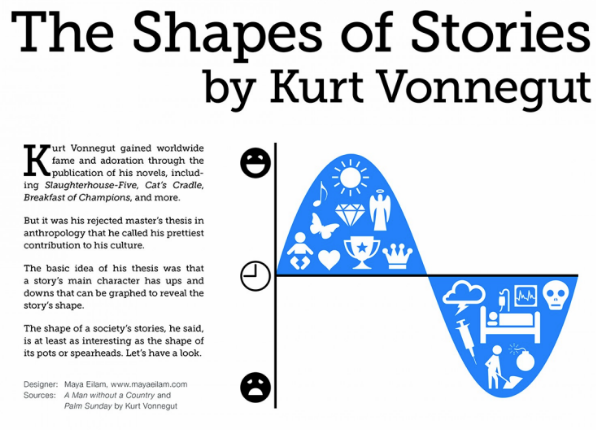 The Shapes of Stories
by Kurt Vonnegut
Kurt Vonnegut gained worldwide
fame and adoration through the
publication of his novels, includ-
ing Slaughterhouse-Five, Cat's Cradle,
Breakfast of Champions, and more.
But it was his rejected master's thesis in
anthropology that he called his prettiest
contribution to his culture.
The basic idea of his thesis was that
a story's main character has ups and
downs that can be graphed to reveal the
story's shape.
The shape of a society's stories, he said,
is at least as interesting as the shape of
its pots or spearheads. Let's have a look.
Designer: Maya Eilam, www.mayaeilam.com
Sources: A Man without a Country and
Palm Sunday by Kurt Vonnegut